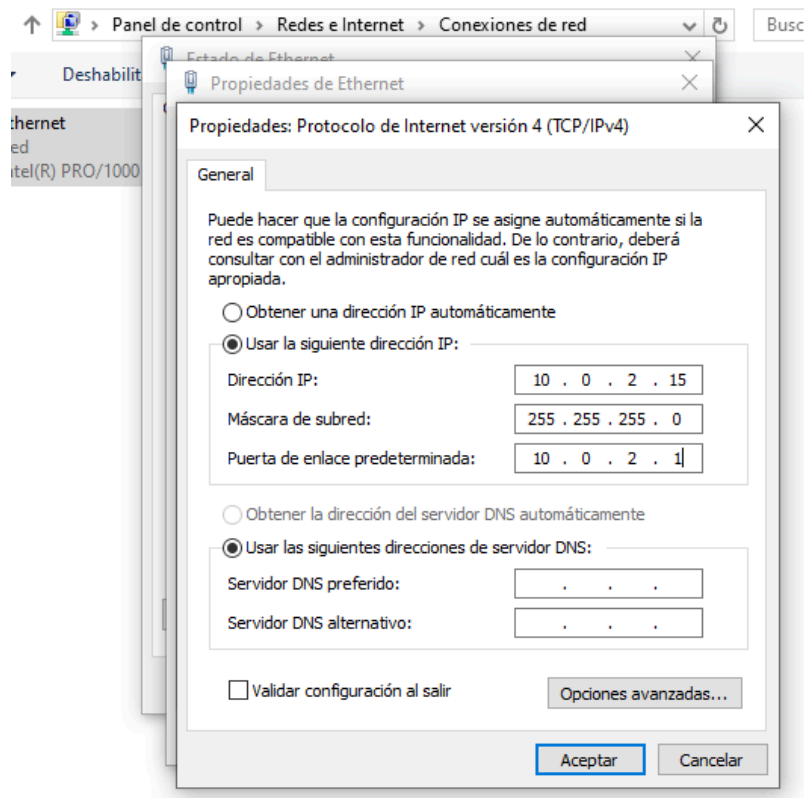 Panel de control > Redes e Internet > Conexiones de red
Busc
Estado de Ethernet
Deshabilit
Propiedades de Ethernet
thernet
ed
tel(R) PRO/1000
Propiedades: Protocolo de Internet versión 4 (TCP/IPv4)
General
Puede hacer que la configuración IP se asigne automáticamente si la
red es compatible con esta funcionalidad. De lo contrario, deberá
consultar con el administrador de red cuál es la configuración IP
apropiada.
Obtener una dirección IP automáticamente
Usar la siguiente dirección IP:
Dirección IP: 10 . 0 . 2 . 15
Máscara de subred: 255 . 255 . 255 . 0
Puerta de enlace predeterminada: 10 . 0 . 2 . 1
Obtener la dirección del servidor DNS automáticamente
Usar las siguientes direcciones de servidor DNS:
Servidor DNS preferido: . . .
Servidor DNS alternativo: . . .
Validar configuración al salir
Opciones avanzadas...
Aceptar
Cancelar